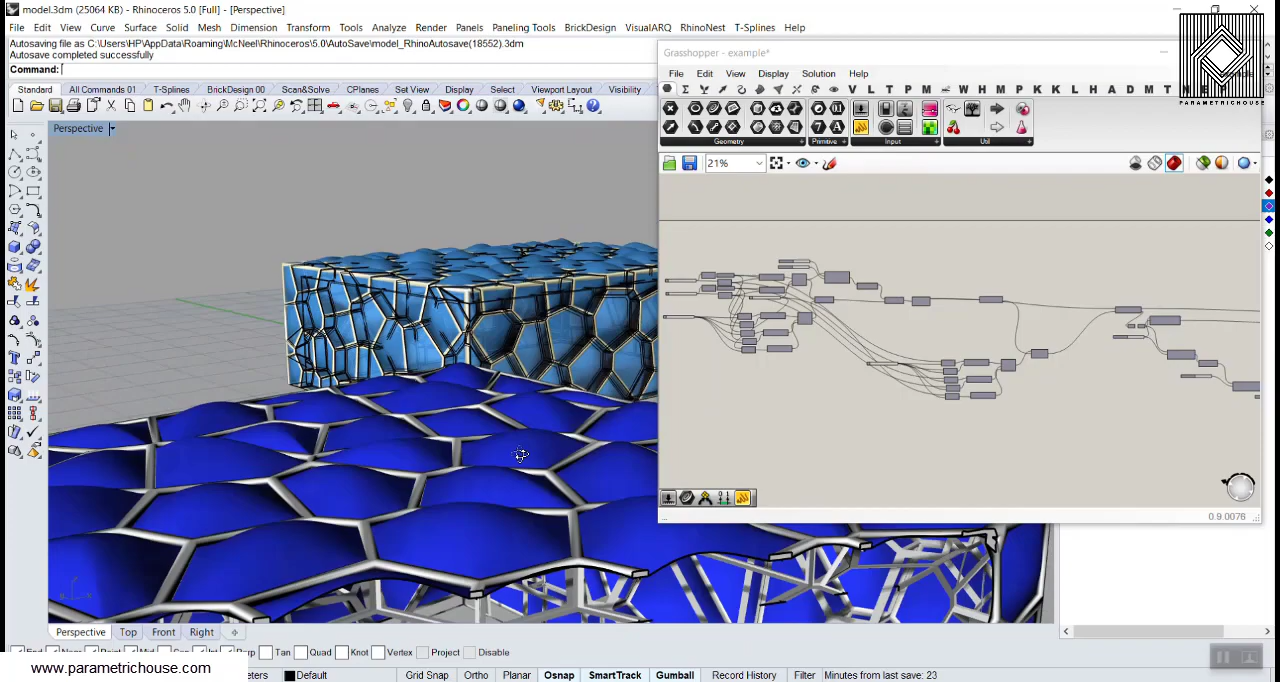 model.3dm (25064 KB) - Rhinoceros 5.0 [Full] - [Perspective]
File Edit View Curve Surface Solid Mesh Dimension Transform Tools Analyze Render Panels Paneling Tools BrickDesign VisualARQ RhinoNest T-Splines Help
Autosaving file as C:\Users\HP\AppData\Roaming\McNeel\Rhinoceros\5.0\AutoSave\model_RhinoAutosave(18552).3dm
Autosave completed successfully
Command:
Standard All Commands 01 T-Splines BrickDesign 00 Scan&Solve CPlanes Set View Display Select Viewport Layout Visibility
Perspective
Grasshopper - example*
File Edit View Display Solution Help
V L T S P M W H L H A D M T
Geometry Primitive Input Util
21%
PARAMETRICHOUSE
0.9.0076
Perspective Top Front Right
Tan Quad Knot Vertex Project Disable
www.parametrichouse.com
Default Grid Snap Ortho Planar Osnap SmartTrack Gumball Record History Filter Minutes from last save: 23